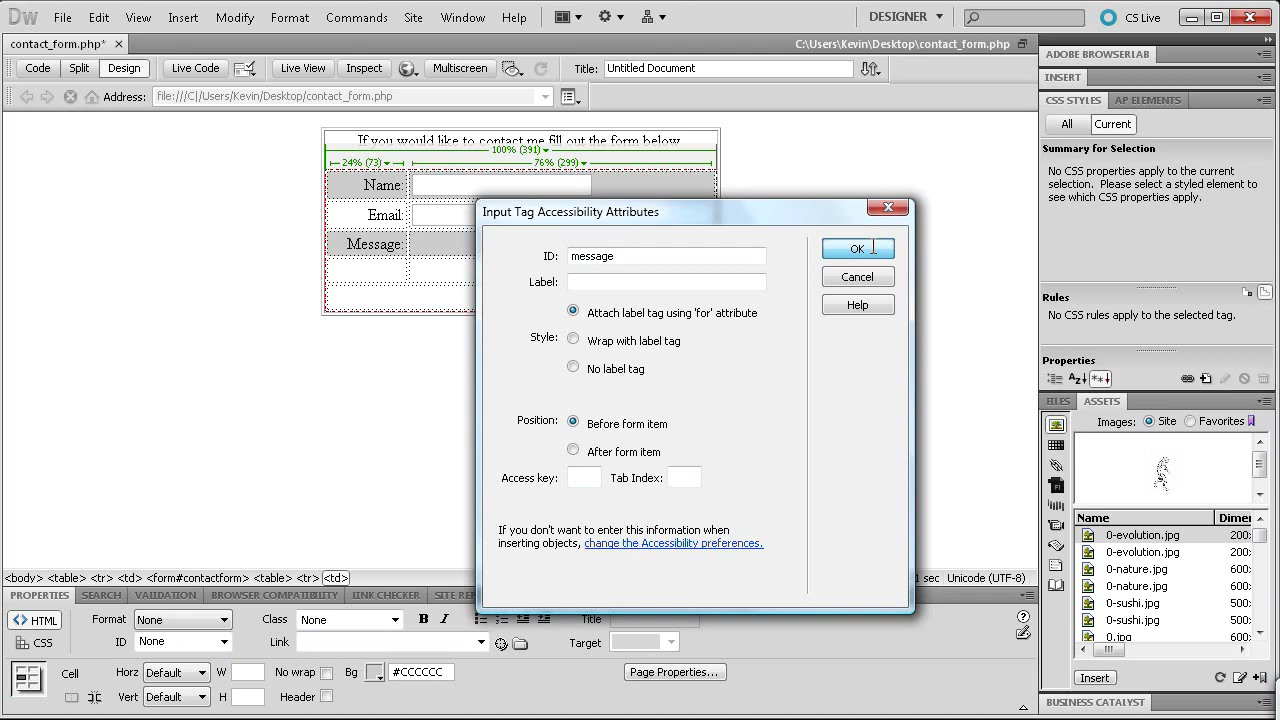 Dw File Edit View Insert Modify Format Commands Site Window Help DESIGNER CS Live
contact_form.php* C:\Users\Kevin\Desktop\contact_form.php
Code Split Design Live Code Live View Inspect Multiscreen Title: Untitled Document
Address: file:///C|/Users/Kevin/Desktop/contact_form.php
If you would like to contact me fill out the form below
100% (391)
24% (73) 76% (299)
Name:
Email:
Message:
Input Tag Accessibility Attributes
ID: message
Label:
Style:
Attach label tag using 'for' attribute
Wrap with label tag
No label tag
Position:
Before form item
After form item
Access key: Tab Index:
If you don't want to enter this information when
inserting objects, change the Accessibility preferences.
OK
Cancel
Help
ADOBE BROWSERLAB
INSERT
CSS STYLES AP ELEMENTS
All Current
Summary for Selection
No CSS properties apply to the current
selection. Please select a styled element to
see which CSS properties apply.
Rules
No CSS rules apply to the selected tag.
Properties
FILES ASSETS
Images: Site Favorites
Name Dimer
0-evolution.jpg 200:
0-evolution.jpg 200:
0-nature.jpg 600:
0-nature.jpg 600:
0-sushi.jpg 500:
0-sushi.jpg 500:
0.jpg 640:
Insert
BUSINESS CATALYST
<body> <table> <tr> <td> <form#contactform> <table> <tr> <td> 1 sec Unicode (UTF-8)
PROPERTIES SEARCH VALIDATION BROWSER COMPATIBILITY LINK CHECKER SITE REP
HTML Format None Class None B I Title
CSS ID None Link Target
Cell Horz Default W No wrap Bg #CCCCCC Page Properties...
Vert Default H Header